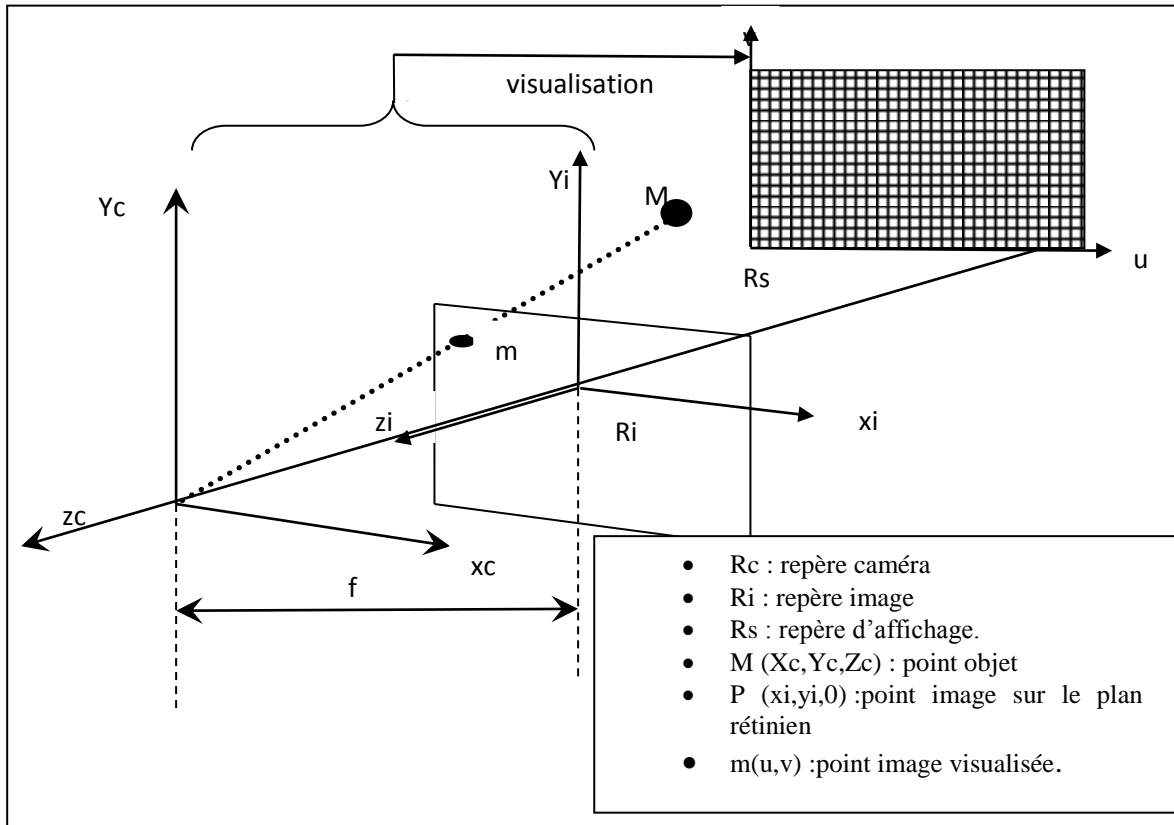 v
visualisation
Yi
Yc
M
u
Rs
m
zi
Ri
xi
zc
xc
f
• Rc : repère caméra
• Ri : repère image
• Rs : repère d'affichage.
• M (Xc,Yc,Zc) : point objet
• P (xi,yi,0) :point image sur le plan
rétinien
• m(u,v) :point image visualisée.